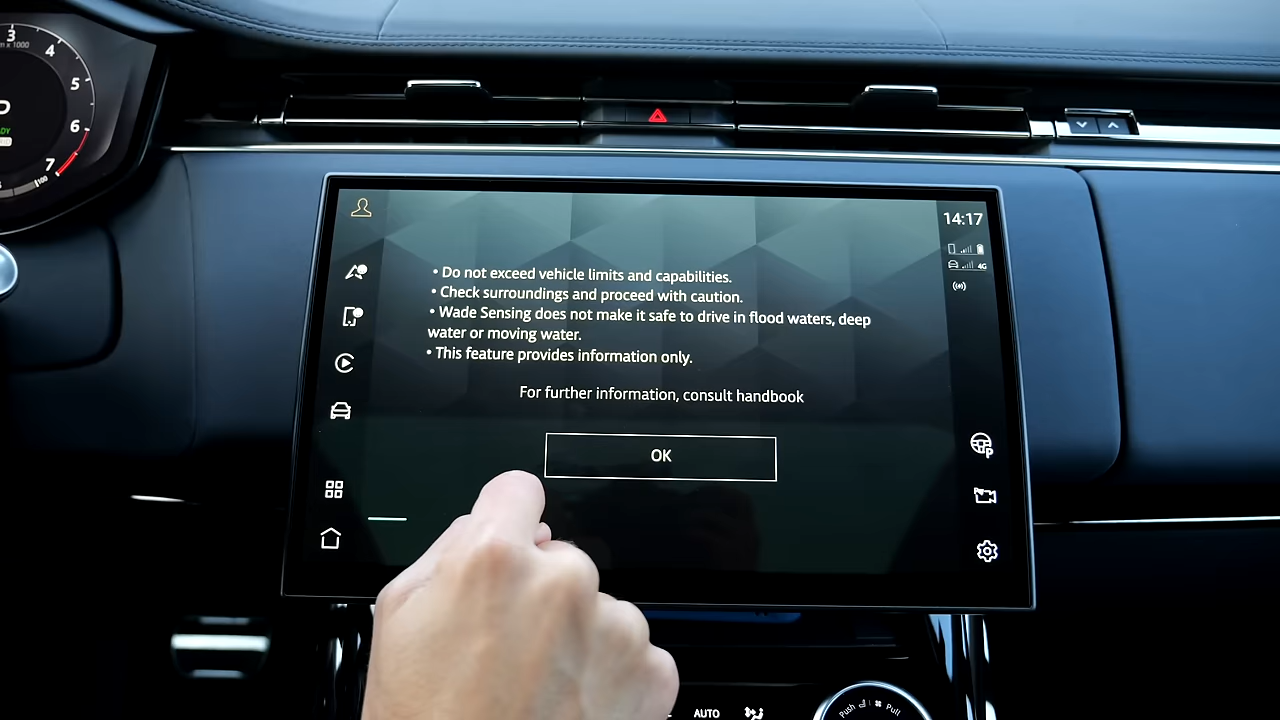 3
4
5
6
7
14:17
4G
• Do not exceed vehicle limits and capabilities.
• Check surroundings and proceed with caution.
• Wade Sensing does not make it safe to drive in flood waters, deep
water or moving water.
• This feature provides information only.
For further information, consult handbook
OK
AUTO
Push
Pull